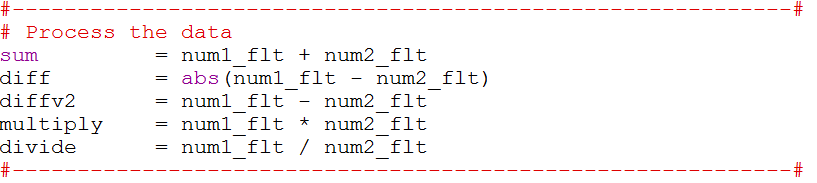 #------------------------------------------------------------#
# Process the data
sum         = num1_flt + num2_flt
diff        = abs(num1_flt - num2_flt)
diffv2      = num1_flt - num2_flt
multiply    = num1_flt * num2_flt
divide      = num1_flt / num2_flt
#------------------------------------------------------------#